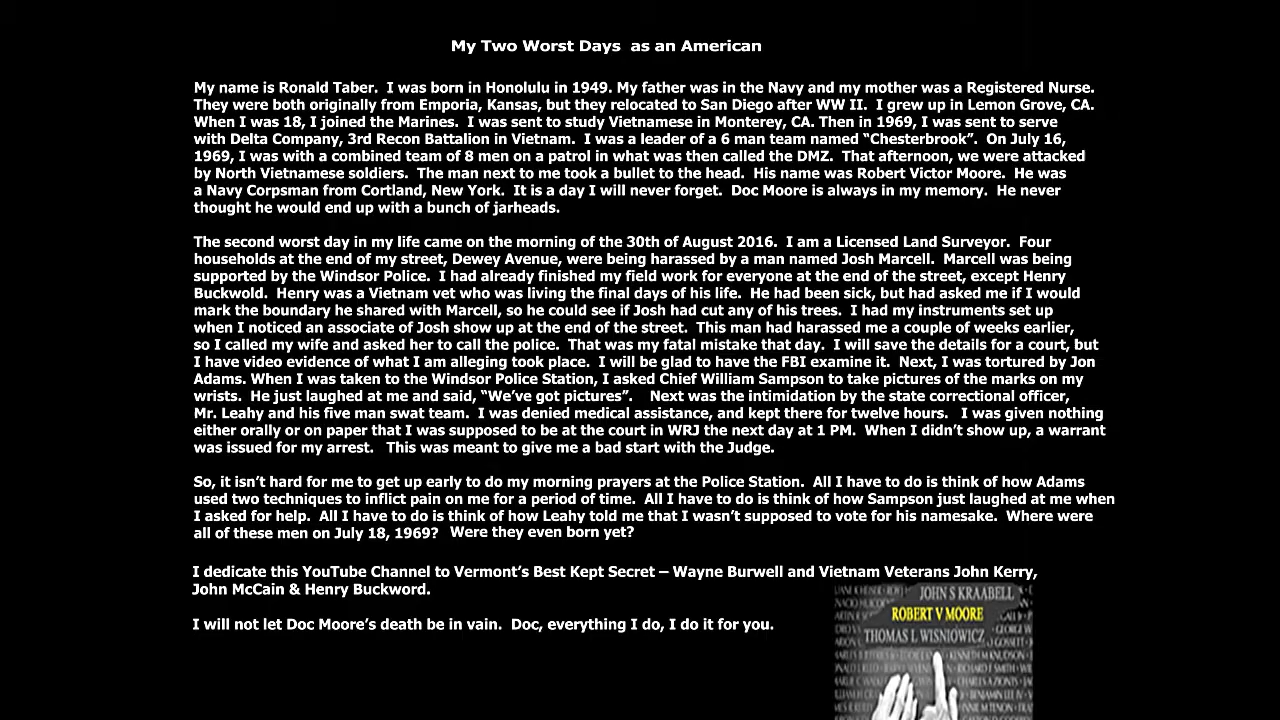 My Two Worst Days as an American
My name is Ronald Taber. I was born in Honolulu in 1949. My father was in the Navy and my mother was a Registered Nurse.
They were both originally from Emporia, Kansas, but they relocated to San Diego after WW II. I grew up in Lemon Grove, CA.
When I was 18, I joined the Marines. I was sent to study Vietnamese in Monterey, CA. Then in 1969, I was sent to serve
with Delta Company, 3rd Recon Battalion in Vietnam. I was a leader of a 6 man team named “Chesterbrook”. On July 16,
1969, I was with a combined team of 8 men on a patrol in what was then called the DMZ. That afternoon, we were attacked
by North Vietnamese soldiers. The man next to me took a bullet to the head. His name was Robert Victor Moore. He was
a Navy Corpsman from Cortland, New York. It is a day I will never forget. Doc Moore is always in my memory. He never
thought he would end up with a bunch of jarheads.
The second worst day in my life came on the morning of the 30th of August 2016. I am a Licensed Land Surveyor. Four
households at the end of my street, Dewey Avenue, were being harassed by a man named Josh Marcell. Marcell was being
supported by the Windsor Police. I had already finished my field work for everyone at the end of the street, except Henry
Buckwold. Henry was a Vietnam vet who was living the final days of his life. He had been sick, but had asked me if I would
mark the boundary he shared with Marcell, so he could see if Josh had cut any of his trees. I had my instruments set up
when I noticed an associate of Josh show up at the end of the street. This man had harassed me a couple of weeks earlier,
so I called my wife and asked her to call the police. That was my fatal mistake that day. I will save the details for a court, but
I have video evidence of what I am alleging took place. I will be glad to have the FBI examine it. Next, I was tortured by Jon
Adams. When I was taken to the Windsor Police Station, I asked Chief William Sampson to take pictures of the marks on my
wrists. He just laughed at me and said, “We’ve got pictures”. Next was the intimidation by the state correctional officer,
Mr. Leahy and his five man swat team. I was denied medical assistance, and kept there for twelve hours. I was given nothing
either orally or on paper that I was supposed to be at the court in WRJ the next day at 1 PM. When I didn’t show up, a warrant
was issued for my arrest. This was meant to give me a bad start with the Judge.
So, it isn’t hard for me to get up early to do my morning prayers at the Police Station. All I have to do is think of how Adams
used two techniques to inflict pain on me for a period of time. All I have to do is think of how Sampson just laughed at me when
I asked for help. All I have to do is think of how Leahy told me that I wasn’t supposed to vote for his namesake. Where were
all of these men on July 18, 1969? Were they even born yet?
I dedicate this YouTube Channel to Vermont’s Best Kept Secret – Wayne Burwell and Vietnam Veterans John Kerry,
John McCain & Henry Buckword.
I will not let Doc Moore’s death be in vain. Doc, everything I do, I do it for you.
JOHN S KRAABELL
ROBERT V MOORE
THOMAS L WISNIOWICZ